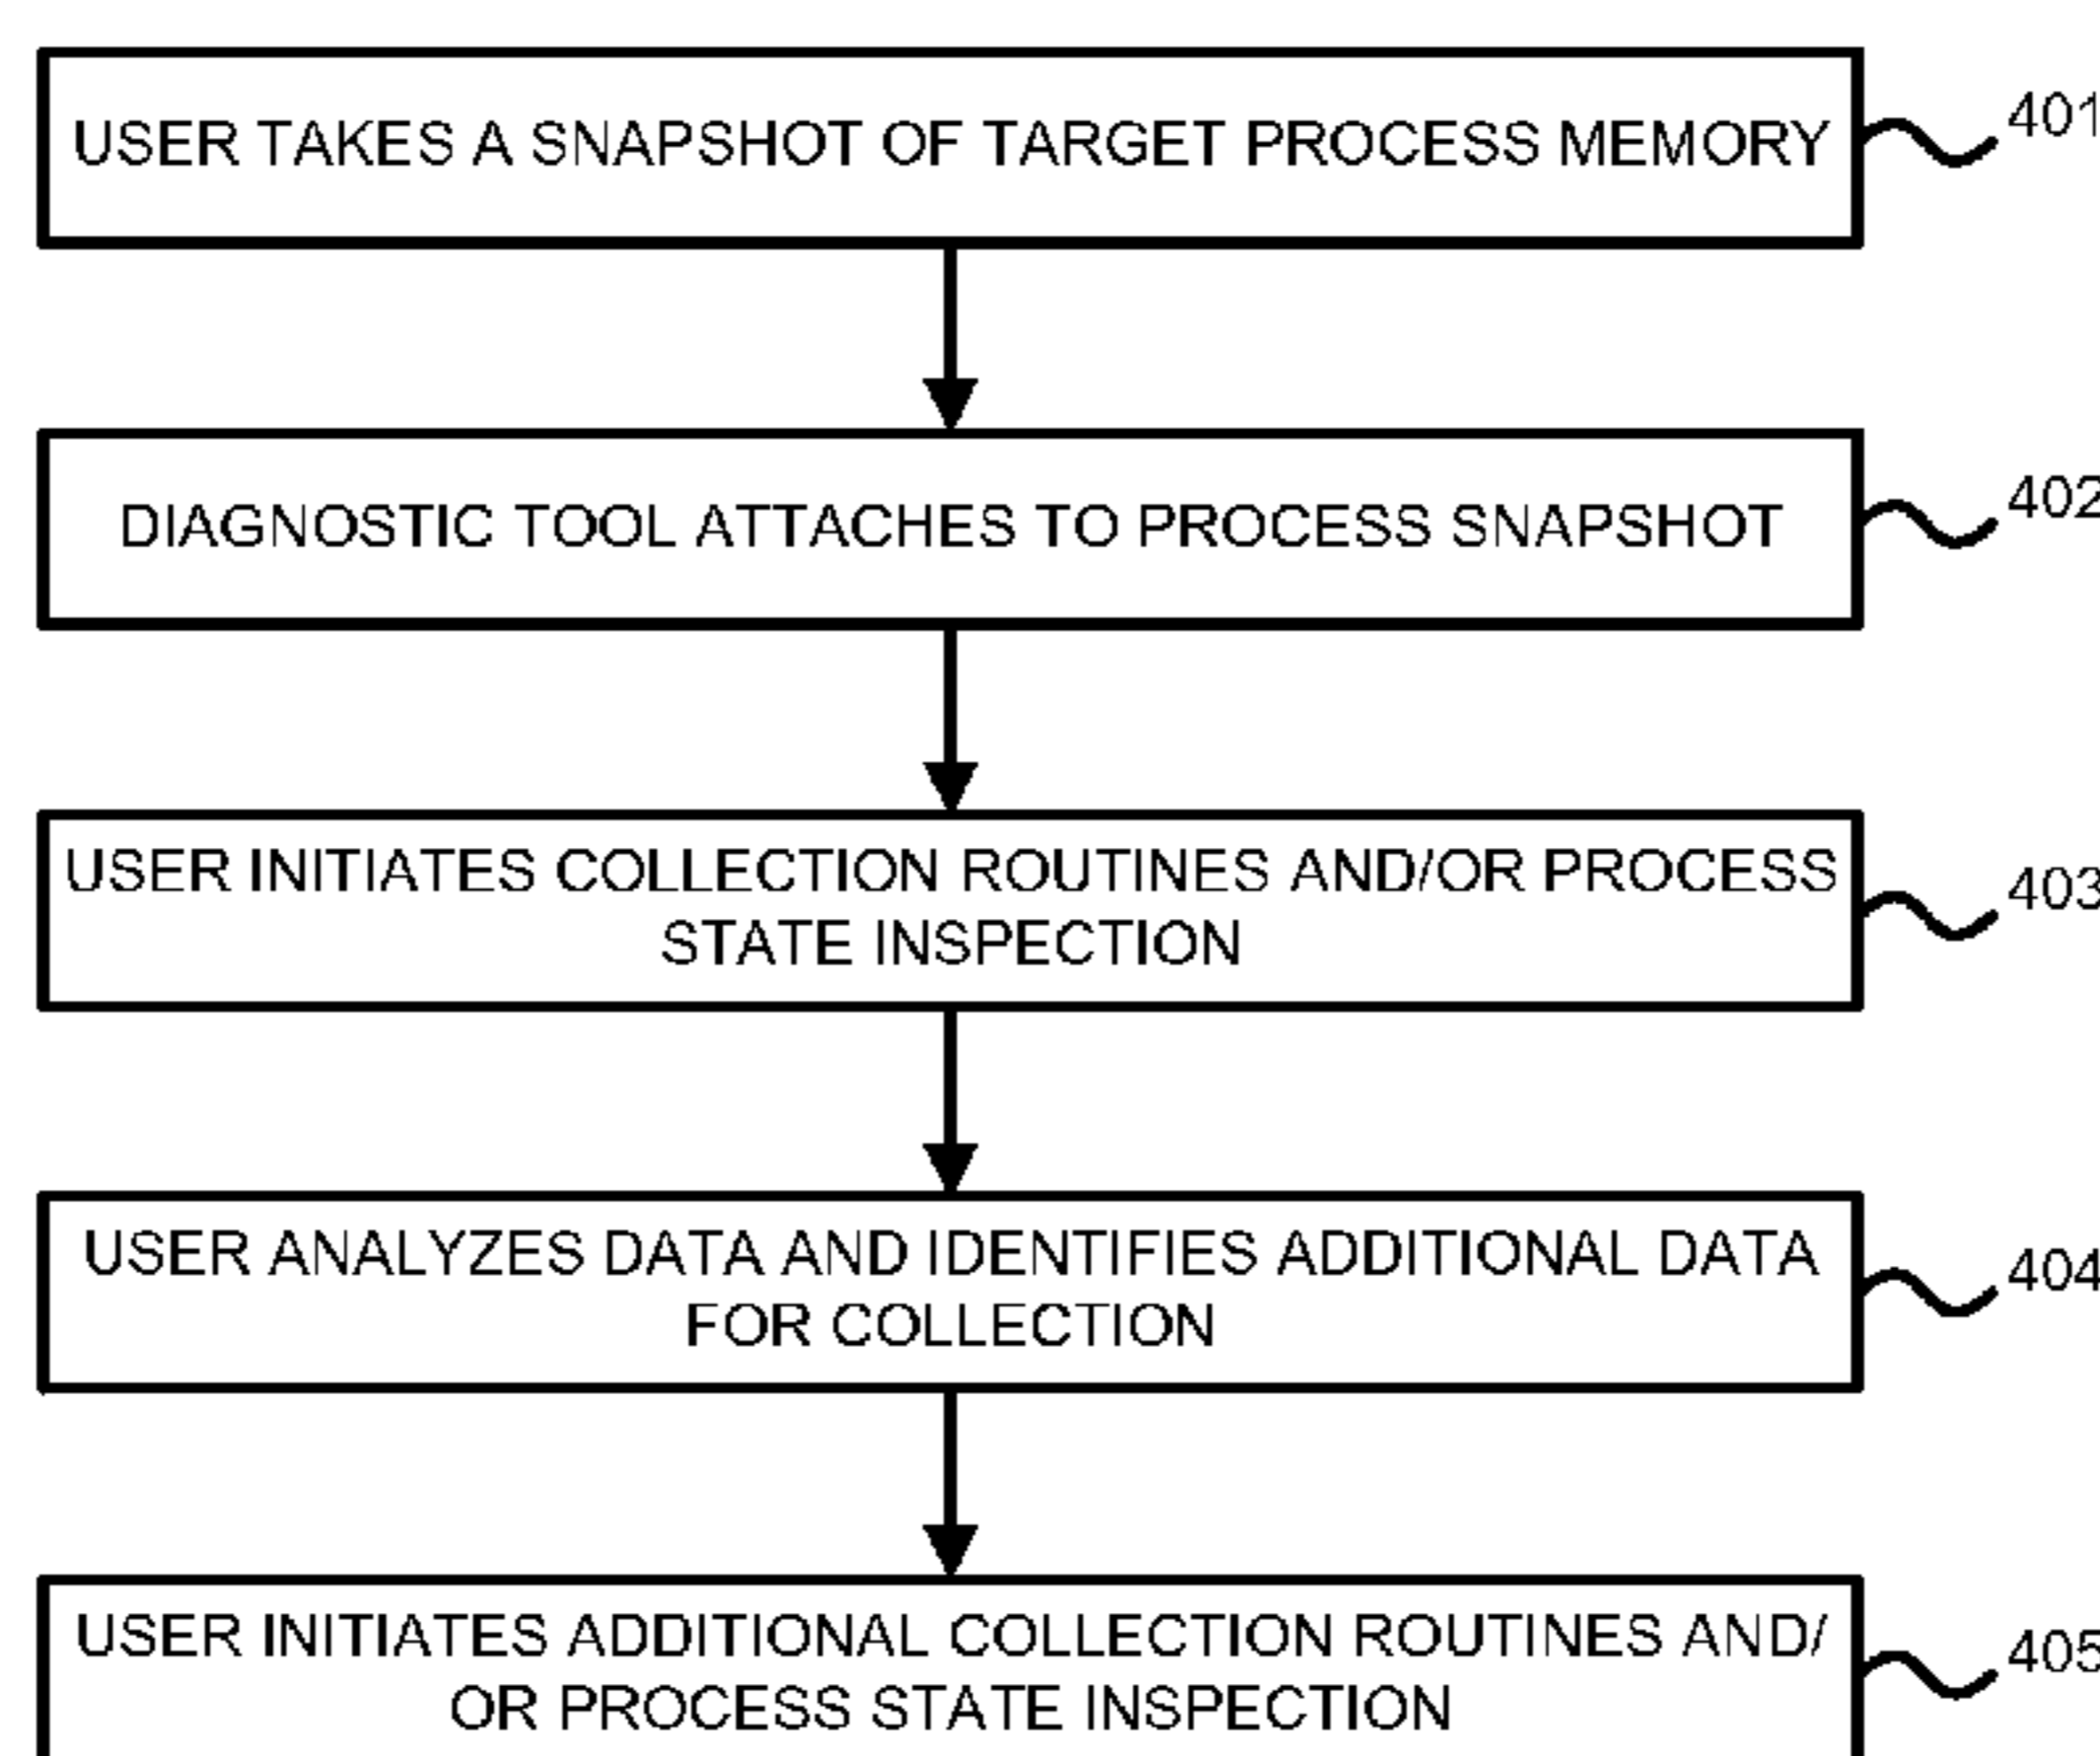 USER TAKES A SNAPSHOT OF TARGET PROCESS MEMORY
401
DIAGNOSTIC TOOL ATTACHES TO PROCESS SNAPSHOT
402
USER INITIATES COLLECTION ROUTINES AND/OR PROCESS
STATE INSPECTION
403
USER ANALYZES DATA AND IDENTIFIES ADDITIONAL DATA
FOR COLLECTION
404
USER INITIATES ADDITIONAL COLLECTION ROUTINES AND/
OR PROCESS STATE INSPECTION
405